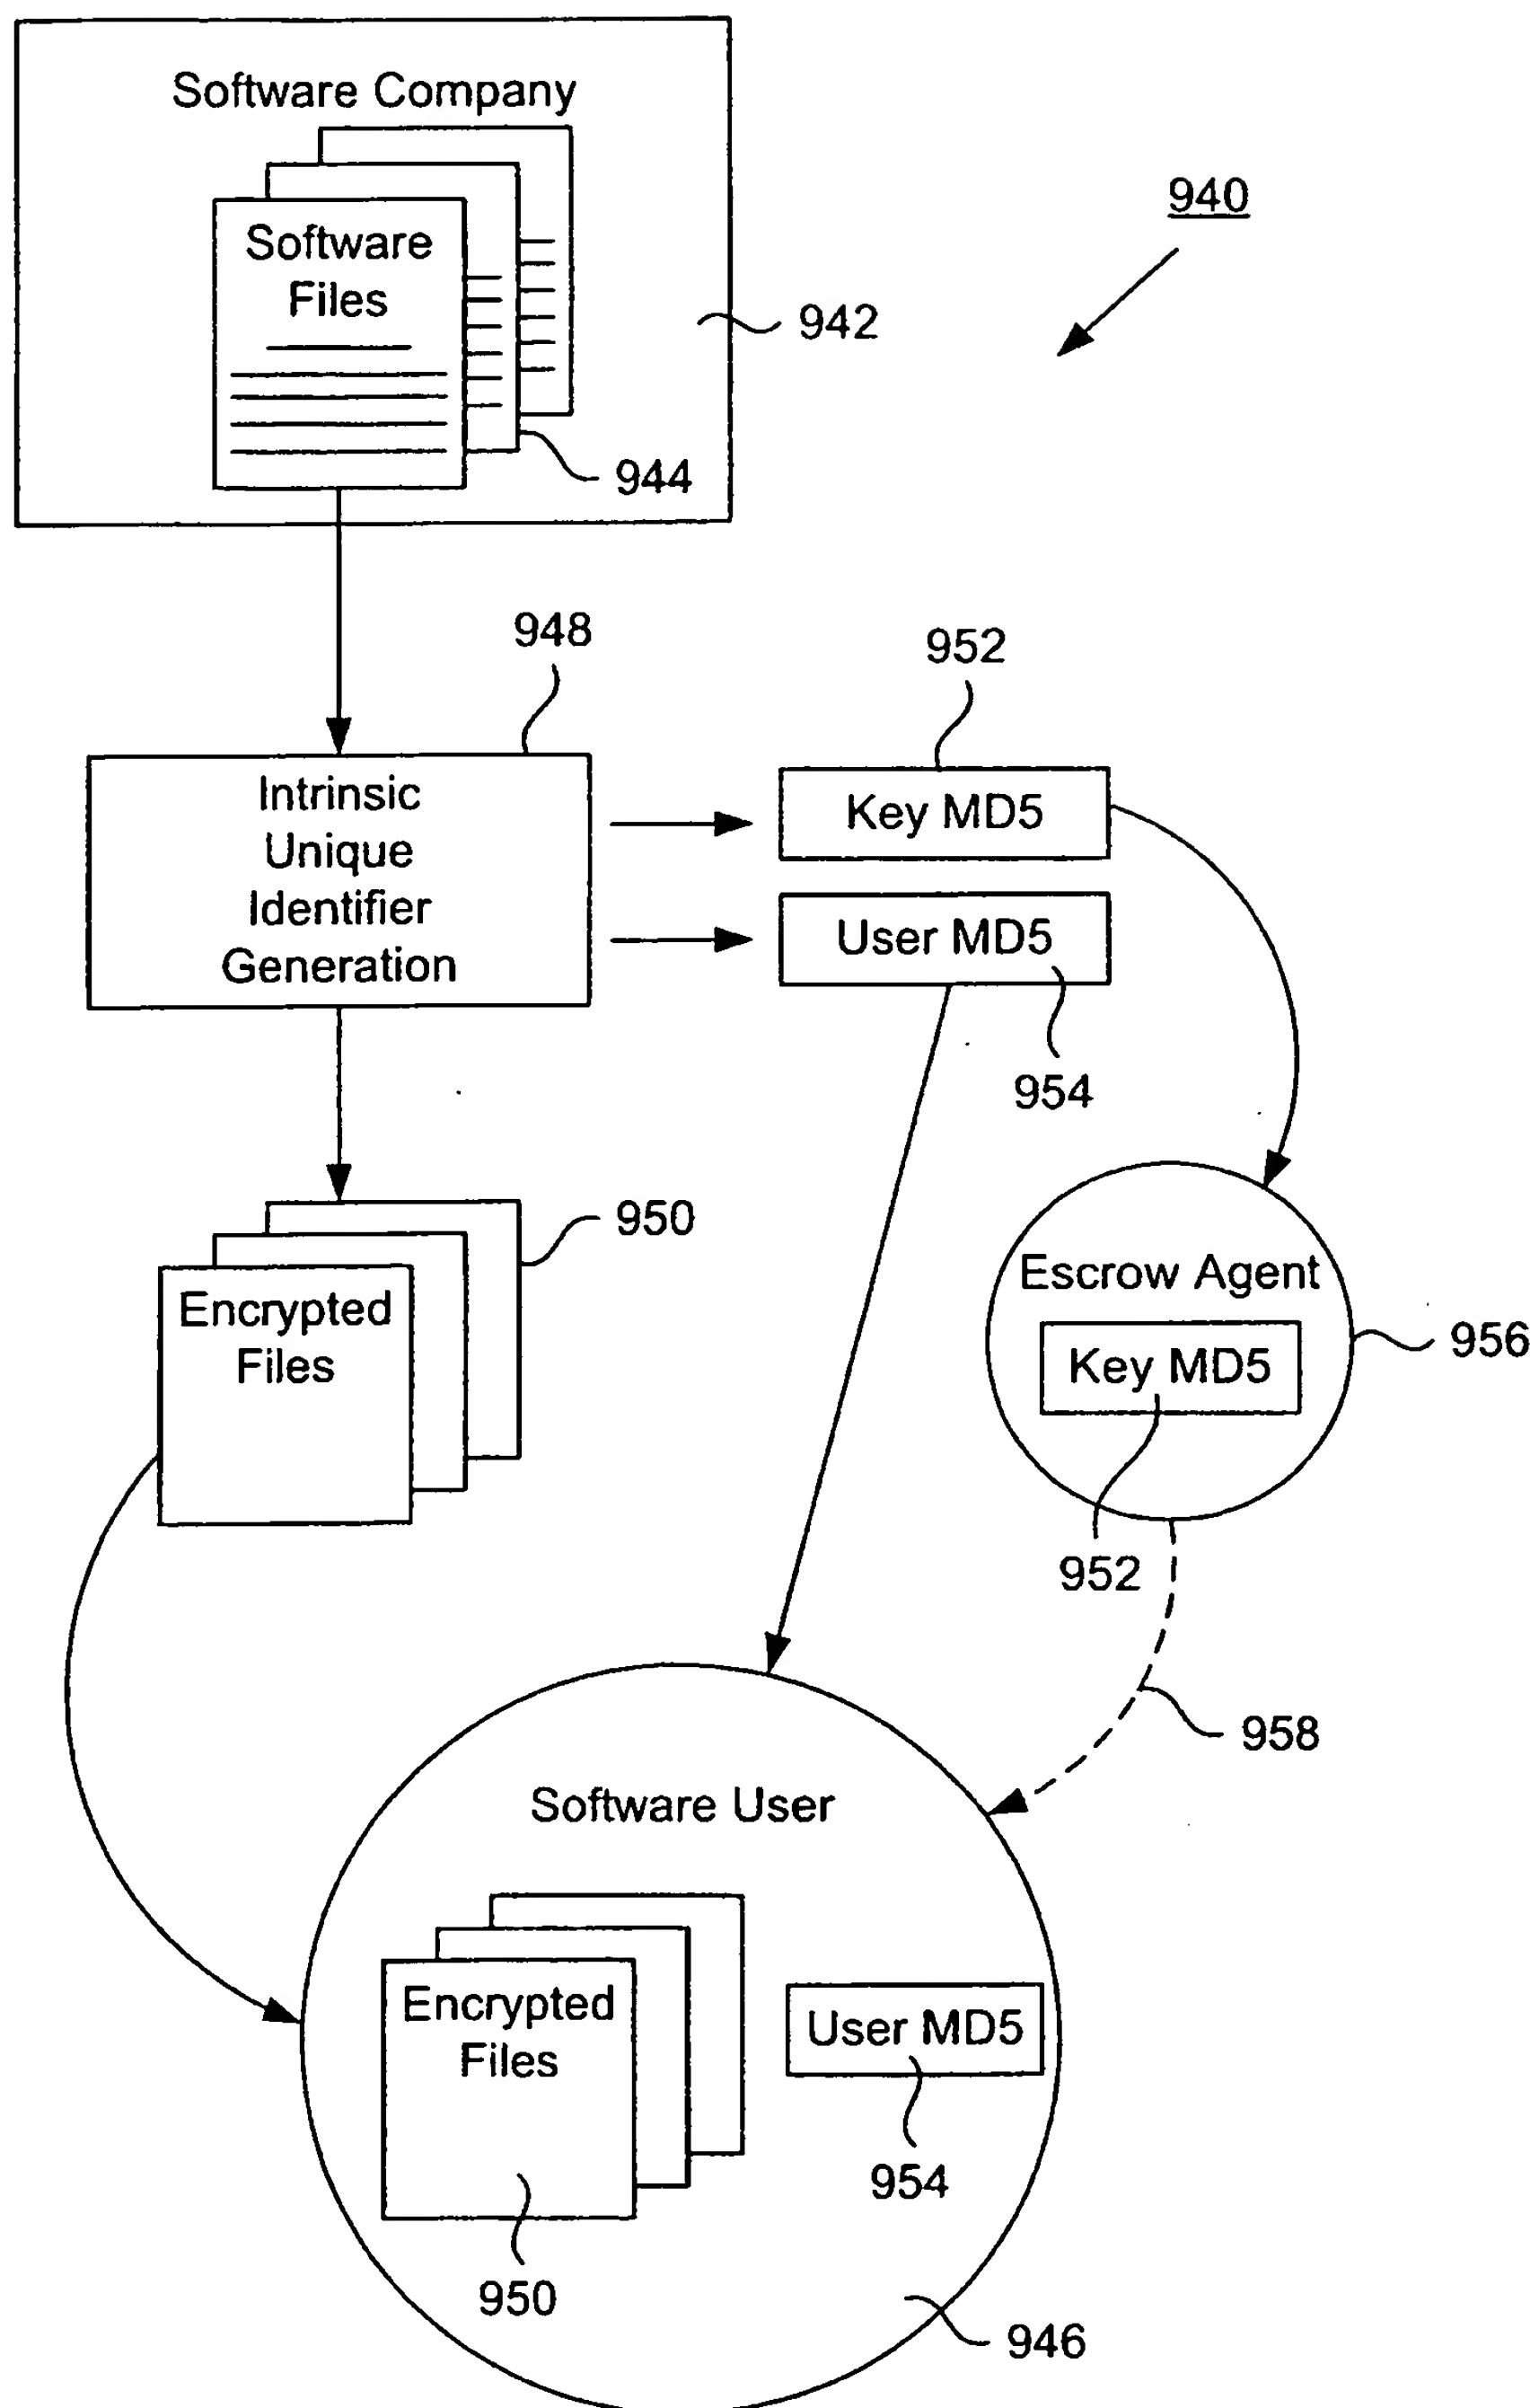 Software Company
940
Software
Files
942
944
948
952
Intrinsic
Unique
Identifier
Generation
Key MD5
User MD5
954
950
Encrypted
Files
Escrow Agent
956
Key MD5
952
958
Software User
Encrypted
Files
User MD5
954
950
946